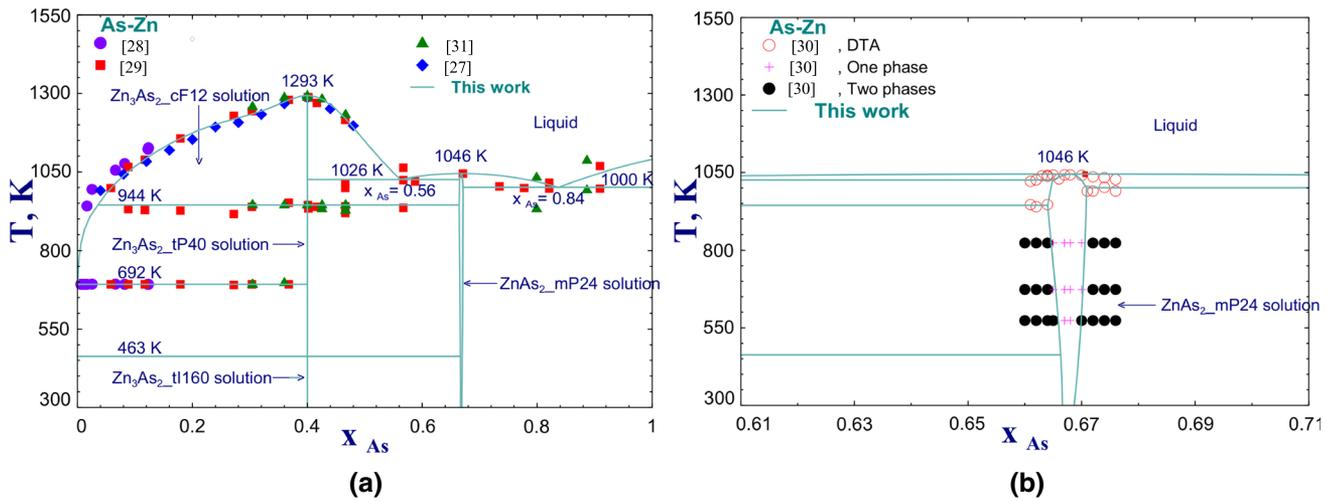 1550
1300
1050
800
550
300
T, K
As-Zn
[28]
[29]
[31]
[27]
This work
1293 K
Zn3As2_cF12 solution
Liquid
1026 K
1046 K
x As= 0.56
1000 K
x As= 0.84
944 K
Zn3As2_tP40 solution
692 K
ZnAs2_mP24 solution
463 K
Zn3As2_tI160 solution
0 0.2 0.4 0.6 0.8 1
x As
(a)
1550
1300
1050
800
550
300
T, K
As-Zn
[30] , DTA
[30] , One phase
[30] , Two phases
This work
Liquid
1046 K
ZnAs2_mP24 solution
0.61 0.63 0.65 0.67 0.69 0.71
x As
(b)